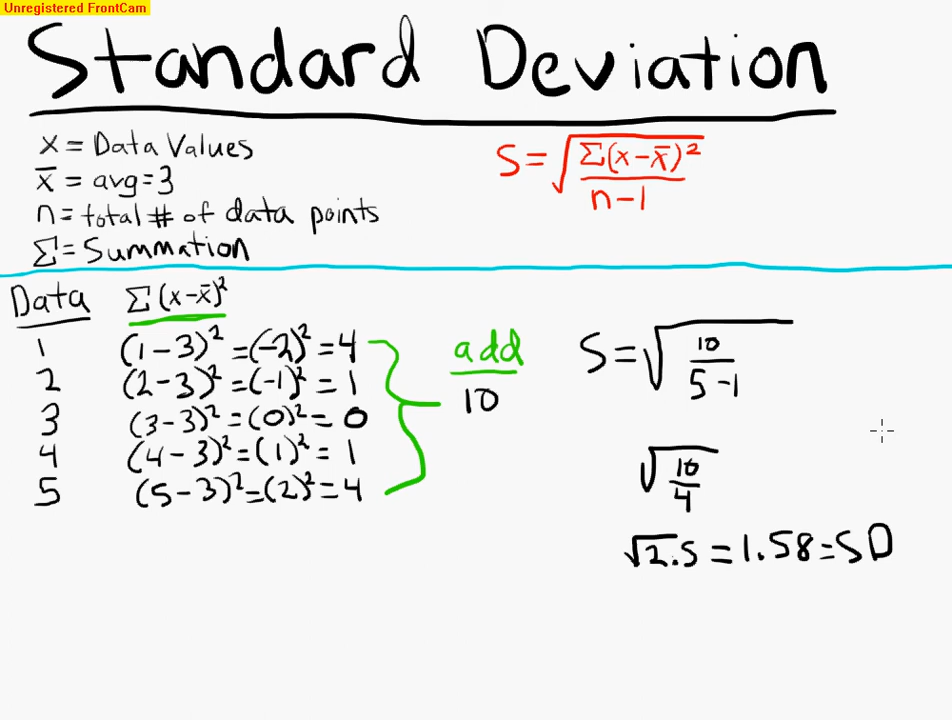 Unregistered FrontCam
Standard Deviation
x = Data Values
x̄ = avg = 3
n = total # of data points
Σ = Summation
S = √(Σ(x-x̄)²/(n-1))
Data Σ(x-x̄)²
1 (1-3)² = (-2)² = 4
2 (2-3)² = (-1)² = 1
3 (3-3)² = (0)² = 0
4 (4-3)² = (1)² = 1
5 (5-3)² = (2)² = 4
add
10
S = √(10/(5-1))
√(10/4)
√2.5 = 1.58 = SD